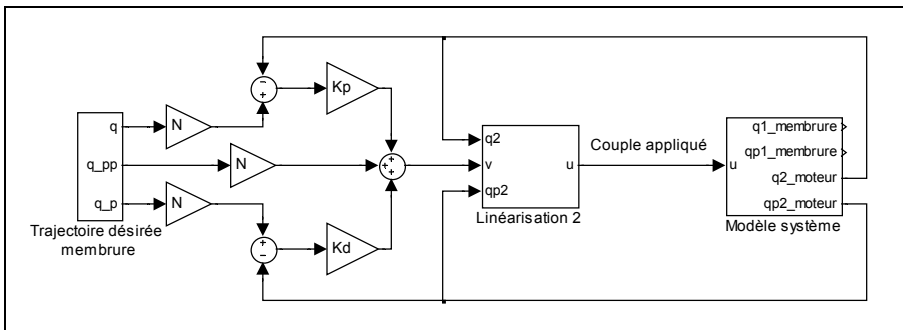 q
q_pp
q_p
Trajectoire désirée
membrure
N
N
N
−
+
+
−
Kp
Kd
+
+
+
q2
v
qp2
u
Linéarisation 2
Couple appliqué
u
q1_membrure
qp1_membrure
q2_moteur
qp2_moteur
Modèle système